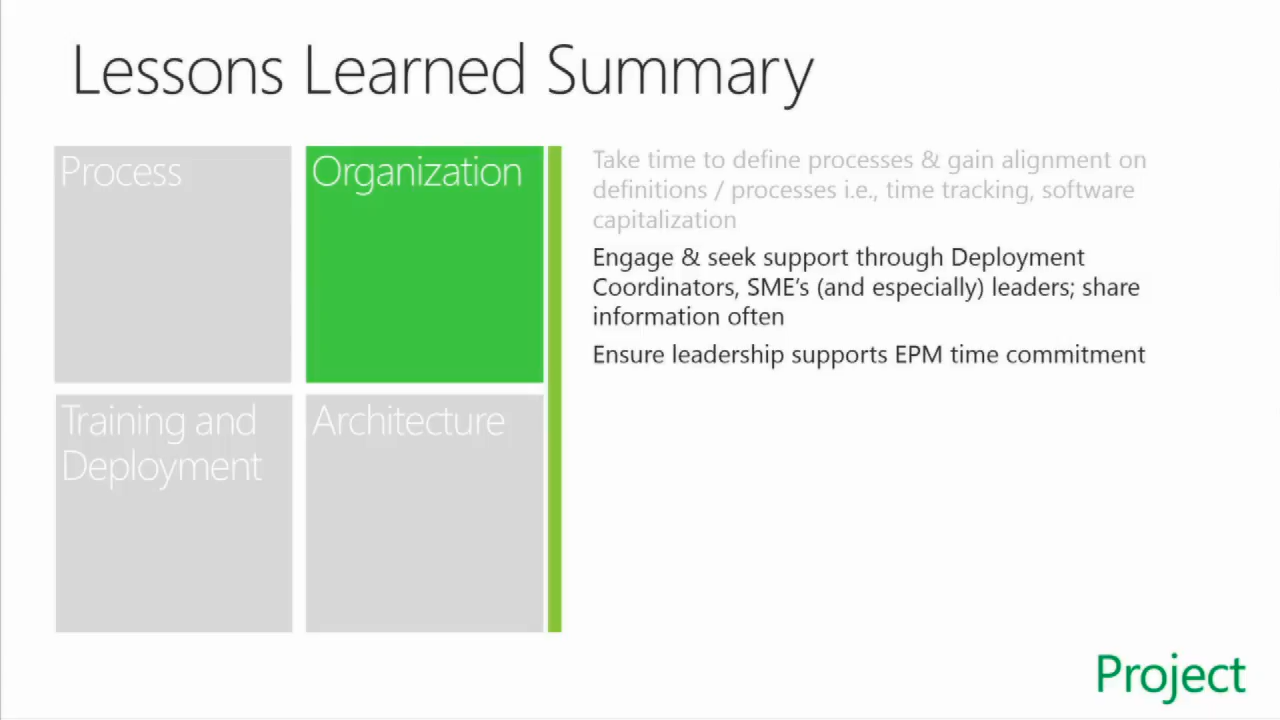 Lessons Learned Summary
Process
Organization
Training and
Deployment
Architecture
Take time to define processes & gain alignment on
definitions / processes i.e., time tracking, software
capitalization
Engage & seek support through Deployment
Coordinators, SME's (and especially) leaders; share
information often
Ensure leadership supports EPM time commitment
Project